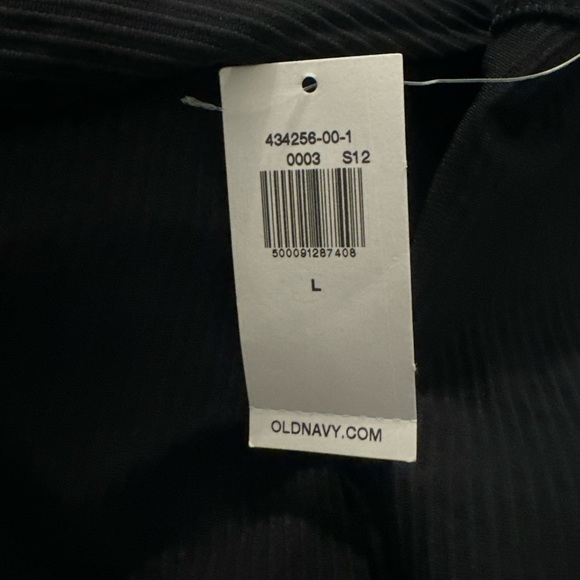 434256-00-1
0003 S12
500091287408
L
OLDNAVY.COM